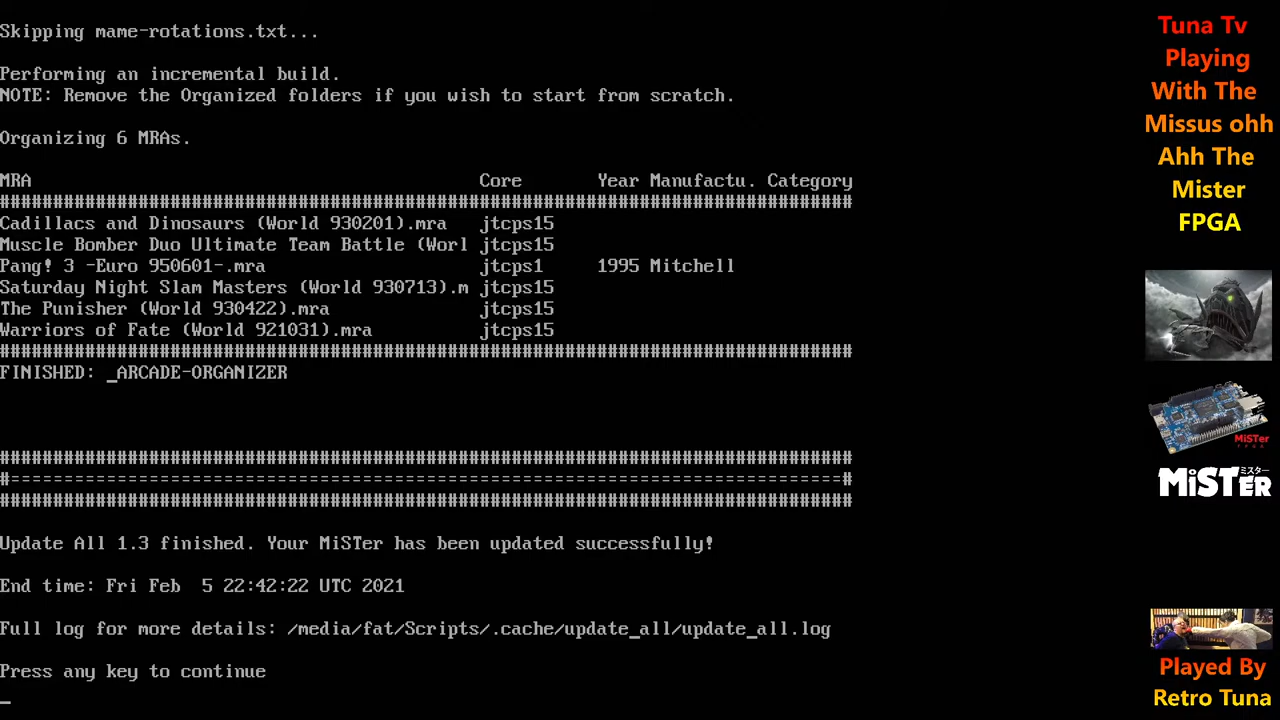 Skipping mame-rotations.txt...
Performing an incremental build.
NOTE: Remove the Organized folders if you wish to start from scratch.
Organizing 6 MRAs.
MRA Core Year Manufactu. Category
################################################################################
Cadillacs and Dinosaurs (World 930201).mra jtcps15
Muscle Bomber Duo Ultimate Team Battle (Worl jtcps15
Pang! 3 -Euro 950601-.mra jtcps1 1995 Mitchell
Saturday Night Slam Masters (World 930713).m jtcps15
The Punisher (World 930422).mra jtcps15
Warriors of Fate (World 921031).mra jtcps15
################################################################################
FINISHED: _ARCADE-ORGANIZER
################################################################################
#==============================================================================#
################################################################################
Update All 1.3 finished. Your MiSTer has been updated successfully!
End time: Fri Feb  5 22:42:22 UTC 2021
Full log for more details: /media/fat/Scripts/.cache/update_all/update_all.log
Press any key to continue
_
Tuna Tv
Playing
With The
Missus ohh
Ahh The
Mister
FPGA
MiSTer
FPGA
MiSTer
ミスター
Played By
Retro Tuna